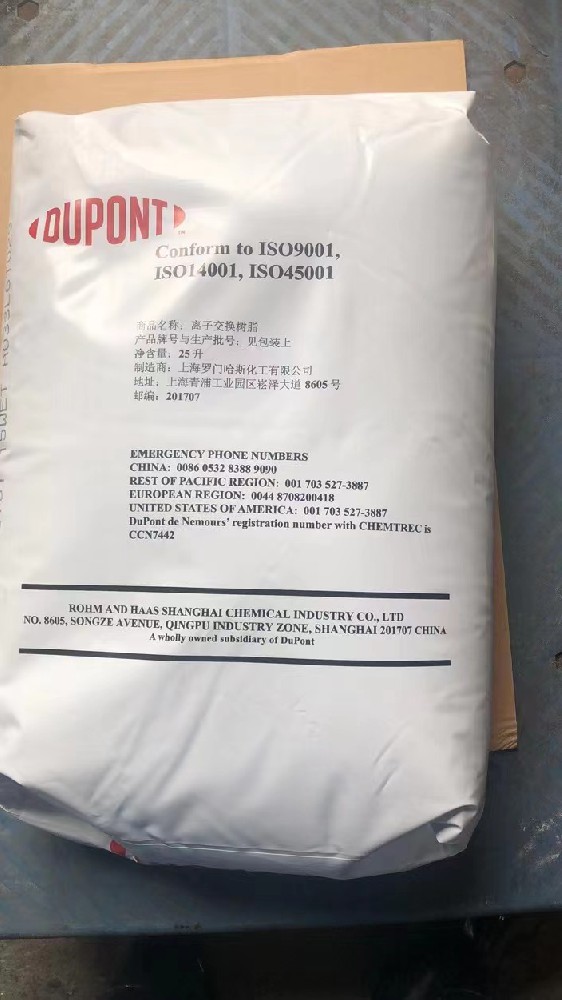 DUPONT
Conform to ISO9001,
ISO14001, ISO45001
商品名称：离子交换树脂
产品牌号与生产批号：见包装上
净含量：25 升
制造商：上海罗门哈斯化工有限公司
地址：上海青浦工业园区崧泽大道 8605 号
邮编：201707
EMERGENCY PHONE NUMBERS
CHINA: 0086 0532 8388 9090
REST OF PACIFIC REGION: 001 703 527-3887
EUROPEAN REGION: 0044 8708200418
UNITED STATES OF AMERICA: 001 703 527-3887
DuPont de Nemours' registration number with CHEMTREC is
CCN7442
ROHM AND HAAS SHANGHAI CHEMICAL INDUSTRY CO., LTD
NO. 8605, SONGZE AVENUE, QINGPU INDUSTRY ZONE, SHANGHAI 201707 CHINA
A wholly owned subsidiary of DuPont